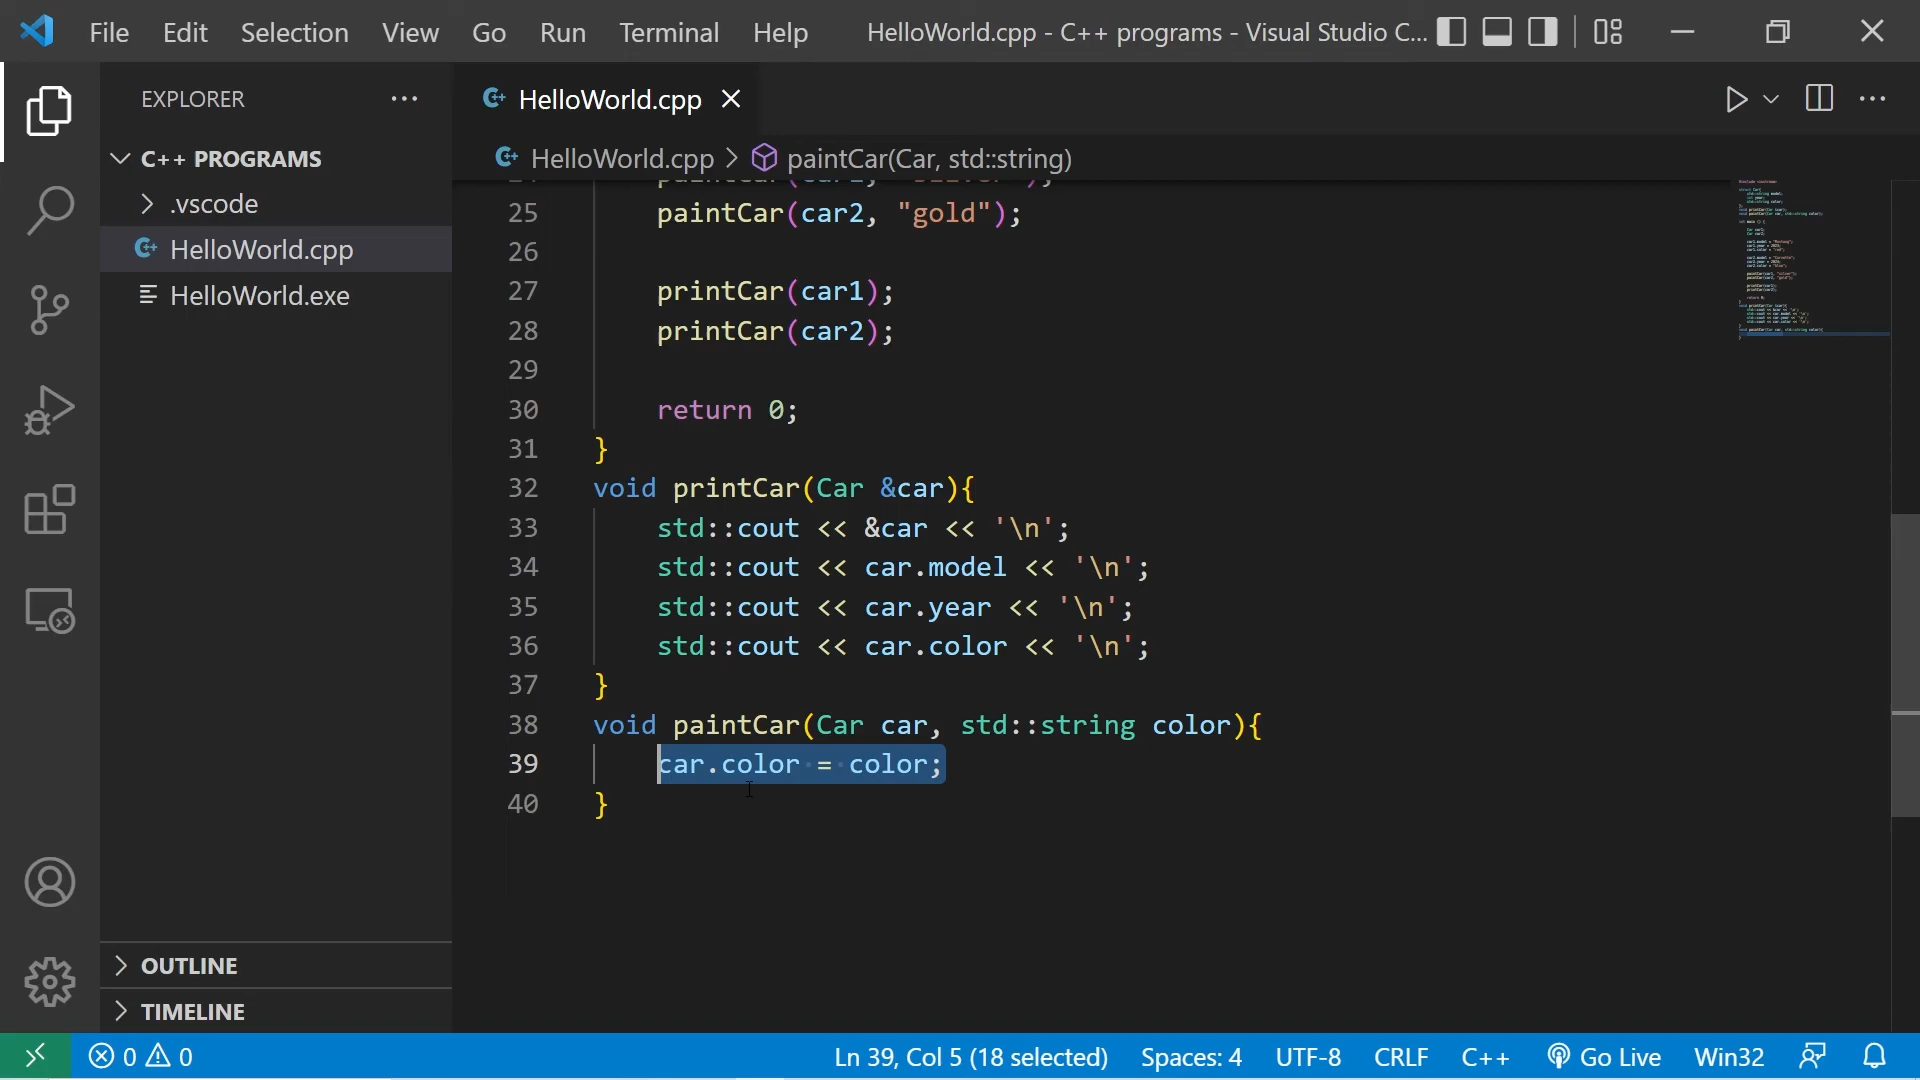 File Edit Selection View Go Run Terminal Help HelloWorld.cpp - C++ programs - Visual Studio C...
EXPLORER
C++ PROGRAMS
.vscode
HelloWorld.cpp
HelloWorld.exe
OUTLINE
TIMELINE
HelloWorld.cpp
HelloWorld.cpp > paintCar(Car, std::string)
25 paintCar(car2, "gold");
26
27 printCar(car1);
28 printCar(car2);
29
30 return 0;
31 }
32 void printCar(Car &car){
33 std::cout << &car << '\n';
34 std::cout << car.model << '\n';
35 std::cout << car.year << '\n';
36 std::cout << car.color << '\n';
37 }
38 void paintCar(Car car, std::string color){
39 car.color = color;
40 }
0 0 Ln 39, Col 5 (18 selected) Spaces: 4 UTF-8 CRLF C++ Go Live Win32